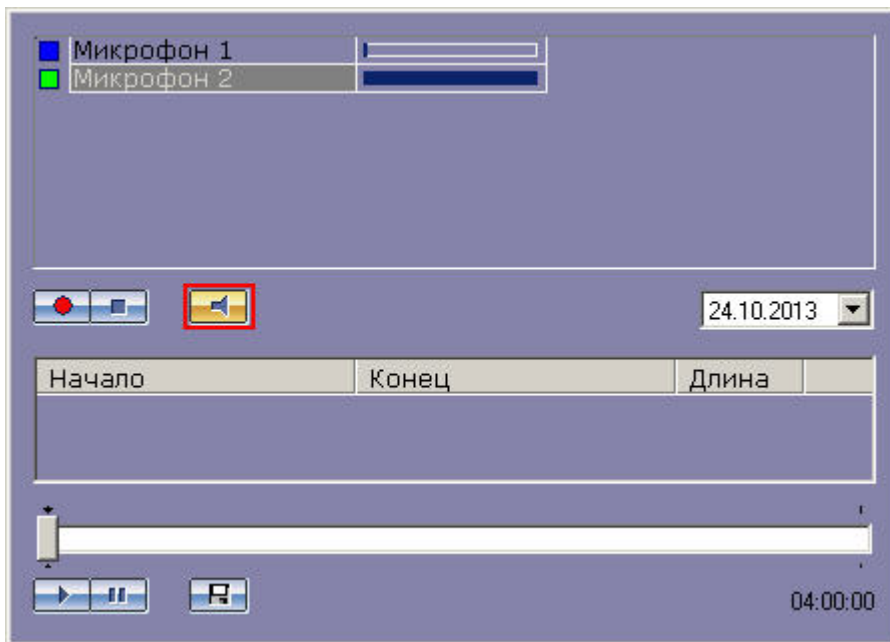 Микрофон 1
Микрофон 2
24.10.2013
Начало Конец Длина
04:00:00